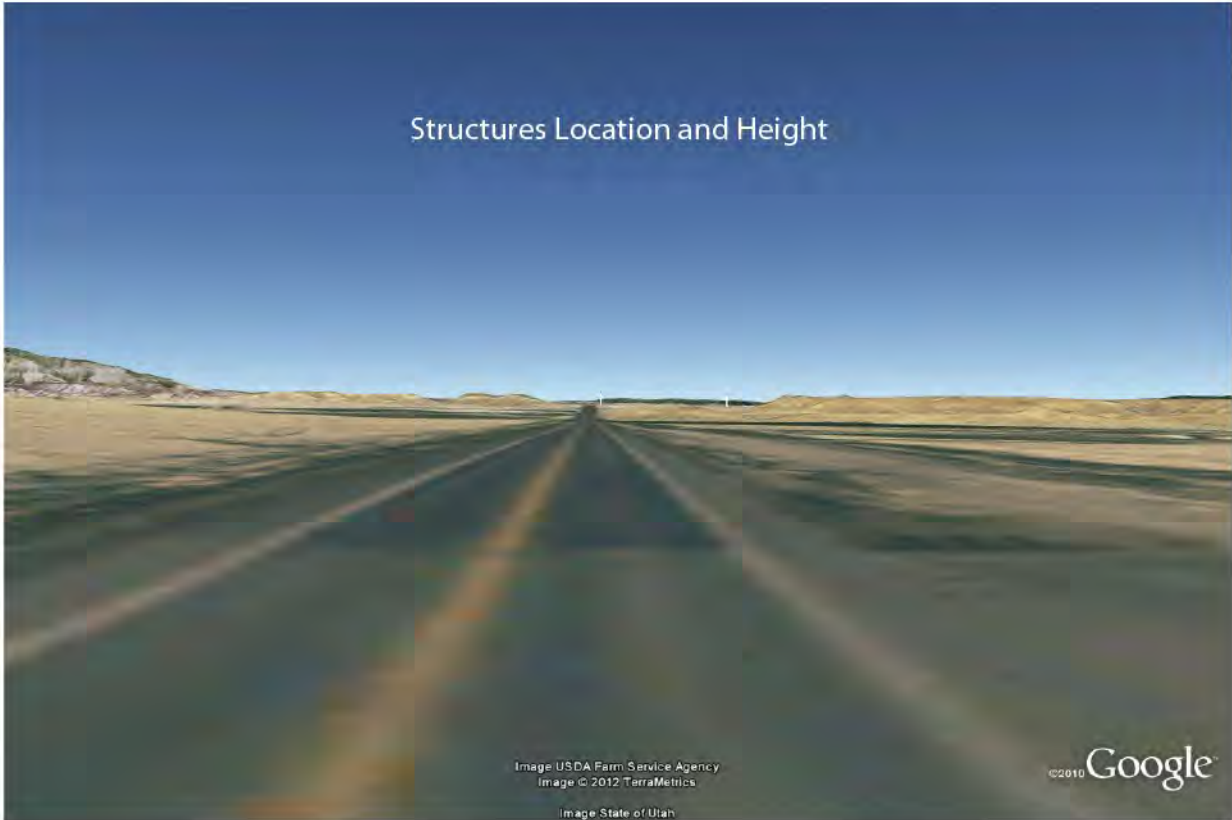 Structures Location and Height
Image USDA Farm Service Agency
Image © 2012 TerraMetrics
Image State of Utah
©2010 Google